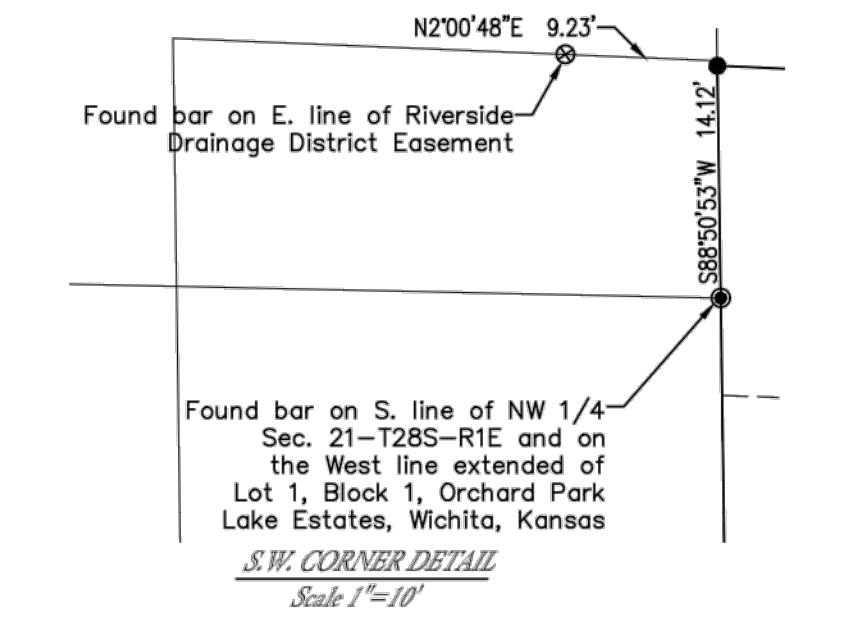 N2°00'48"E 9.23'
Found bar on E. line of Riverside
Drainage District Easement
S88°50'53"W 14.12'
Found bar on S. line of NW 1/4
Sec. 21-T28S-R1E and on
the West line extended of
Lot 1, Block 1, Orchard Park
Lake Estates, Wichita, Kansas
S.W. CORNER DETAIL
Scale 1"=10'